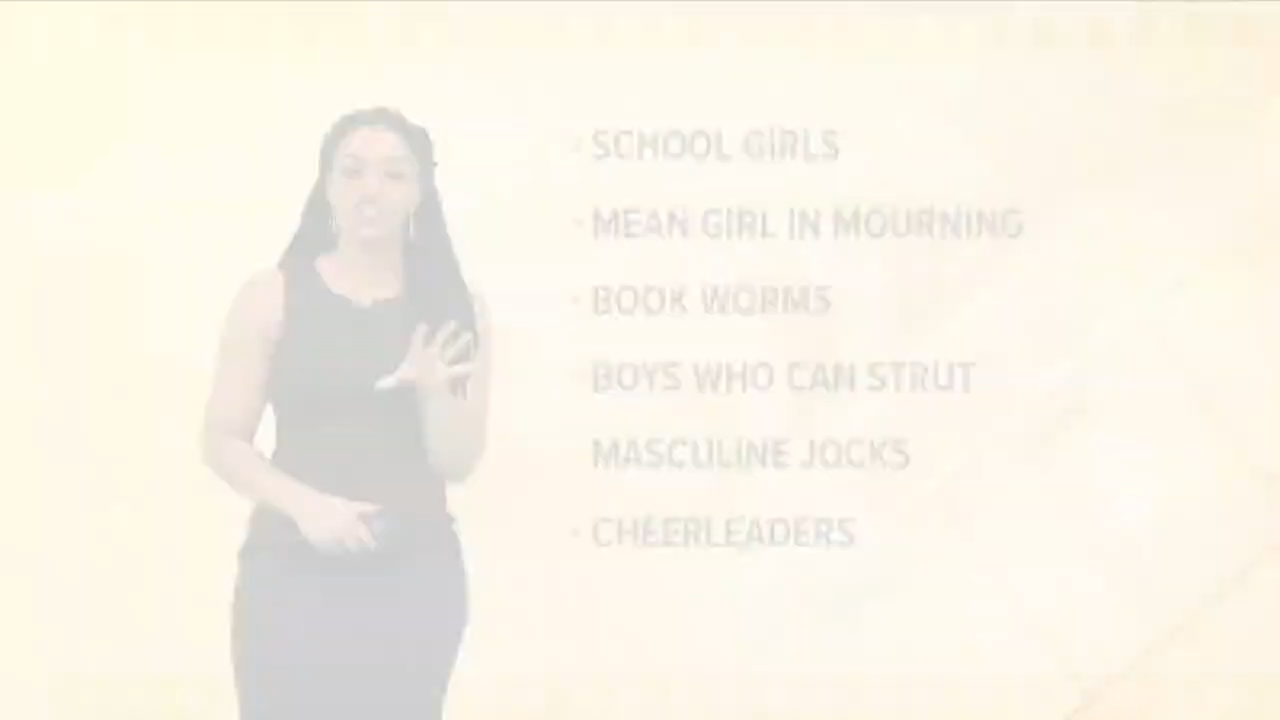 SCHOOL GIRLS
MEAN GIRL IN MOURNING
BOOK WORMS
BOYS WHO CAN STRUT
MASCULINE JOCKS
CHEERLEADERS